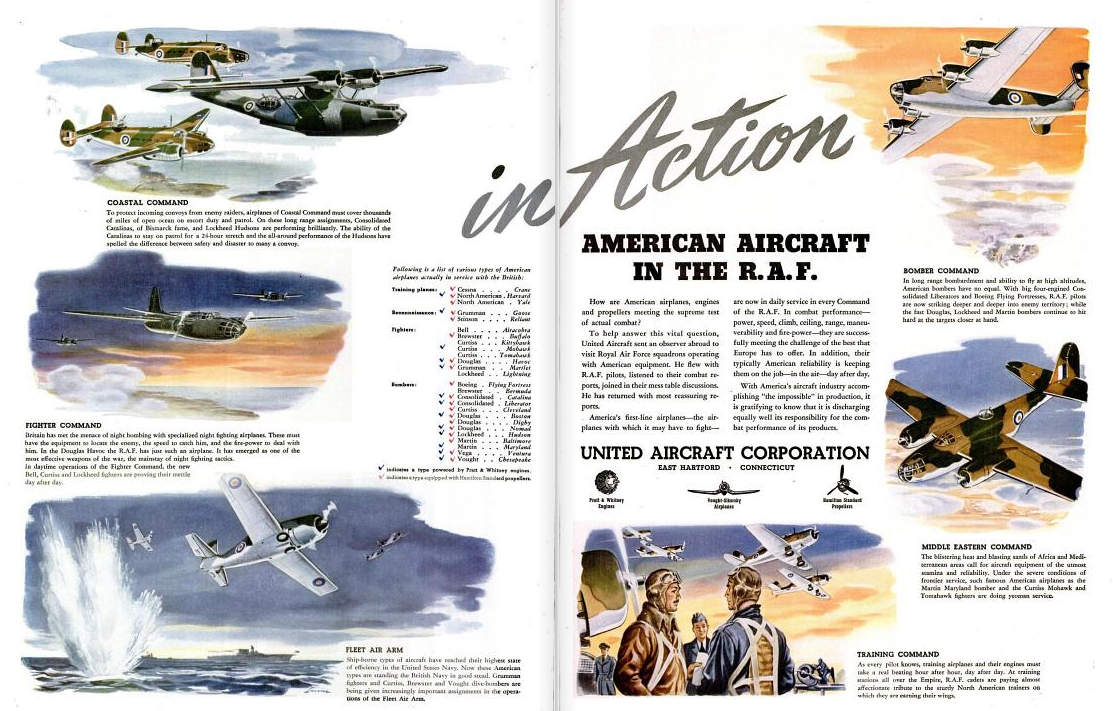 in Action
COASTAL COMMAND
To protect incoming convoys from enemy raiders, airplanes of Coastal Command must cover thousands
of miles of open ocean on escort duty and patrol. On these long range assignments, Consolidated
Catalinas, of Bismarck fame, and Lockheed Hudsons are performing brilliantly. The ability of the
Catalinas to stay on patrol for a 24-hour stretch and the all-around performance of the Hudsons have
spelled the difference between safety and disaster to many a convoy.
FIGHTER COMMAND
Britain has met the menace of night bombing with specialized night fighting airplanes. These must
have the equipment to locate the enemy, the speed to catch him, and the fire-power to deal with
him. In the Douglas Havoc the R.A.F. has just such an airplane. It has emerged as one of the
most effective weapons of the war, the mainstay of night fighting tactics.
In daytime operations of the Fighter Command, the new
Bell, Curtiss and Lockheed fighters are proving their mettle
day after day.
Following is a list of various types of American
airplanes actually in service with the British:
Training planes: Cessna . . . . Crane
North American . Harvard
North American . Yale
Reconnaissance: Grumman . . . Goose
Stinson . . . Reliant
Fighters: Bell . . . Airacobra
Brewster . . . Buffalo
Curtiss . . . Kittyhawk
Curtiss . . . Mohawk
Curtiss . . . Tomahawk
Douglas . . . Havoc
Grumman . . . Martlet
Lockheed . . Lightning
Bombers: Boeing . Flying Fortress
Brewster . . . Bermuda
Consolidated . Catalina
Consolidated . Liberator
Curtiss . . Cleveland
Douglas . . . Boston
Douglas . . . Digby
Douglas . . . Nomad
Lockheed . . . Hudson
Martin . . . Baltimore
Martin . . . Maryland
Vega . . . Ventura
Vought . . Chesapeake
indicates a type powered by Pratt & Whitney engines.
indicates a type equipped with Hamilton Standard propellers.
FLEET AIR ARM
Ship-borne types of aircraft have reached their highest state
of efficiency in the United States Navy. Now these American
types are standing the British Navy in good stead. Grumman
fighters and Curtiss, Brewster and Vought dive-bombers are
being given increasingly important assignments in the opera-
tions of the Fleet Air Arm.
AMERICAN AIRCRAFT
IN THE R.A.F.
How are American airplanes, engines
and propellers meeting the supreme test
of actual combat?
To help answer this vital question,
United Aircraft sent an observer abroad to
visit Royal Air Force squadrons operating
with American equipment. He flew with
R.A.F. pilots, listened to their combat re-
ports, joined in their mess table discussions.
He has returned with most reassuring re-
ports.
America's first-line airplanes—the air-
planes with which it may have to fight—
are now in daily service in every Command
of the R.A.F. In combat performance—
power, speed, climb, ceiling, range, maneu-
verability and fire-power—they are success-
fully meeting the challenge of the best that
Europe has to offer. In addition, their
typically American reliability is keeping
them on the job—in the air—day after day.
With America's aircraft industry accom-
plishing "the impossible" in production, it
is gratifying to know that it is discharging
equally well its responsibility for the com-
bat performance of its products.
UNITED AIRCRAFT CORPORATION
EAST HARTFORD • CONNECTICUT
Pratt & Whitney
Engines
Vought-Sikorsky
Airplanes
Hamilton Standard
Propellers
BOMBER COMMAND
In long range bombardment and ability to fly at high altitudes,
American bombers have no equal. With big four-engined Con-
solidated Liberators and Boeing Flying Fortresses, R.A.F. pilots
are now striking deeper and deeper into enemy territory; while
the fast Douglas, Lockheed and Martin bombers continue to hit
hard at the targets closer at hand.
MIDDLE EASTERN COMMAND
The blistering heat and blasting sands of Africa and Medi-
terranean areas call for aircraft equipment of the utmost
stamina and reliability. Under the severe conditions of
frontier service, such famous American airplanes as the
Martin Maryland bomber and the Curtiss Mohawk and
Tomahawk fighters are doing yeoman service.
TRAINING COMMAND
As every pilot knows, training airplanes and their engines must
take a real beating hour after hour, day after day. At training
stations all over the Empire, R.A.F. cadets are paying almost
affectionate tribute to the sturdy North American trainers on
which they are earning their wings.